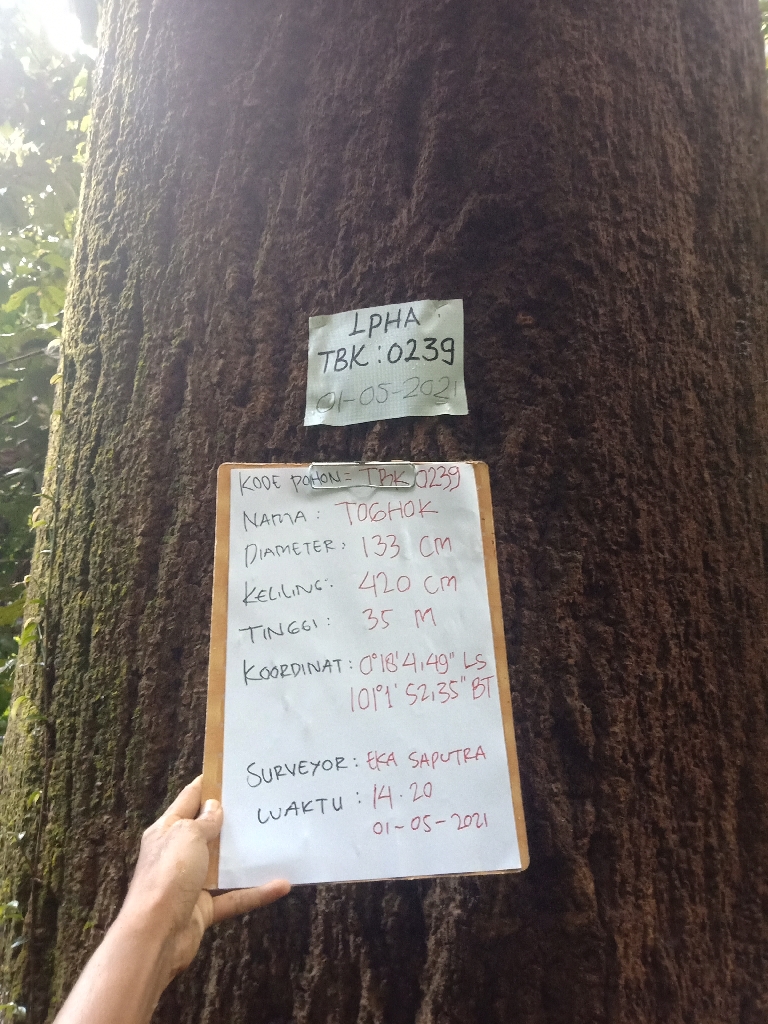 LPHA
TBK : 0239
01-05-2021
KODE POHON = TBK 0239
NAMA : TOGHOK
DIAMETER : 133 CM
KELILING : 420 CM
TINGGI : 35 M
KOORDINAT : 0°18'4,49" LS
101°1' 52,35" BT
SURVEYOR : EKA SAPUTRA
WAKTU : 14.20
01-05-2021